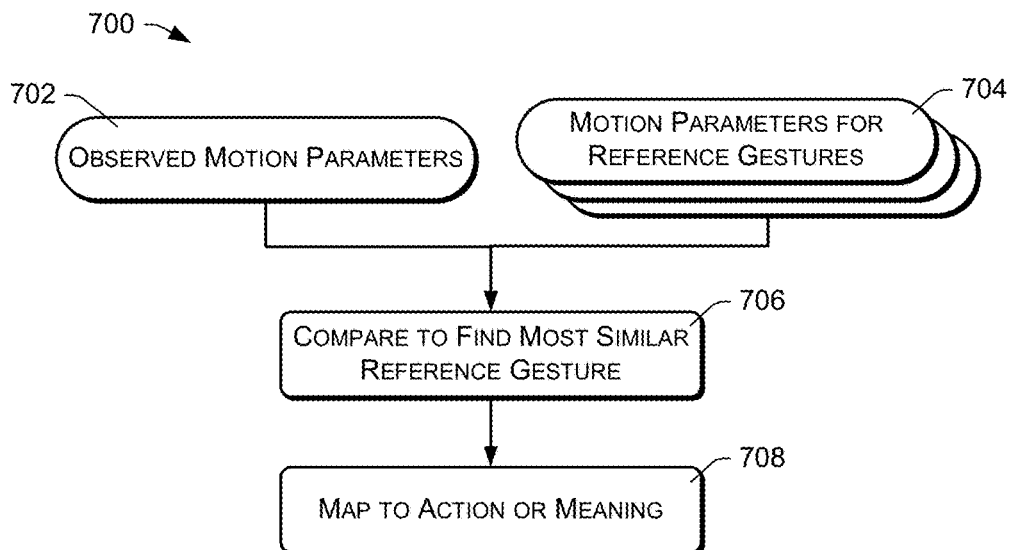 700
702
704
OBSERVED MOTION PARAMETERS
MOTION PARAMETERS FOR
REFERENCE GESTURES
706
COMPARE TO FIND MOST SIMILAR
REFERENCE GESTURE
708
MAP TO ACTION OR MEANING